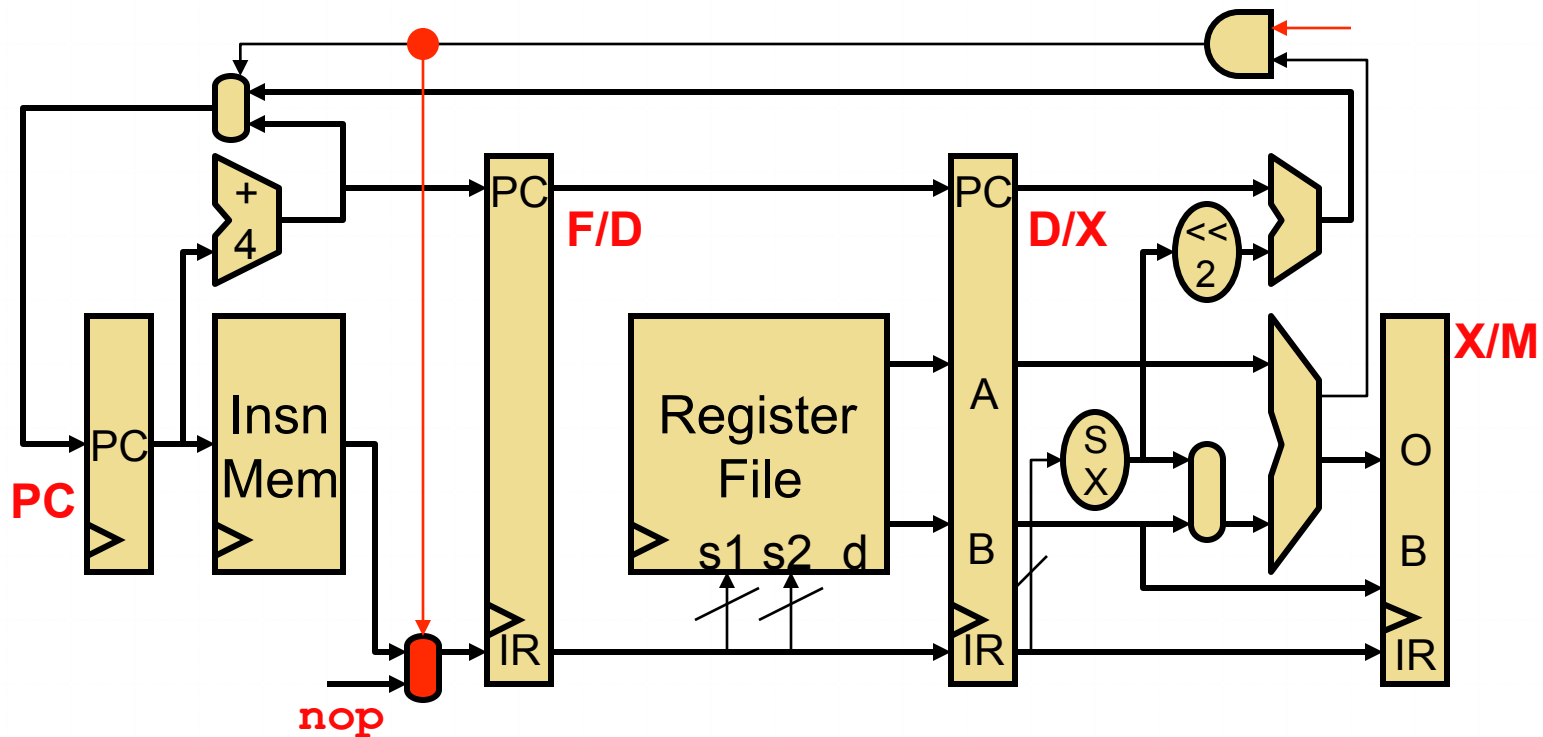 +
4
PC
F/D
PC
D/X
<<
2
PC
PC
Insn
Mem
Register
File
s1 s2 d
A
B
S
X
X/M
O
B
IR
IR
IR
nop